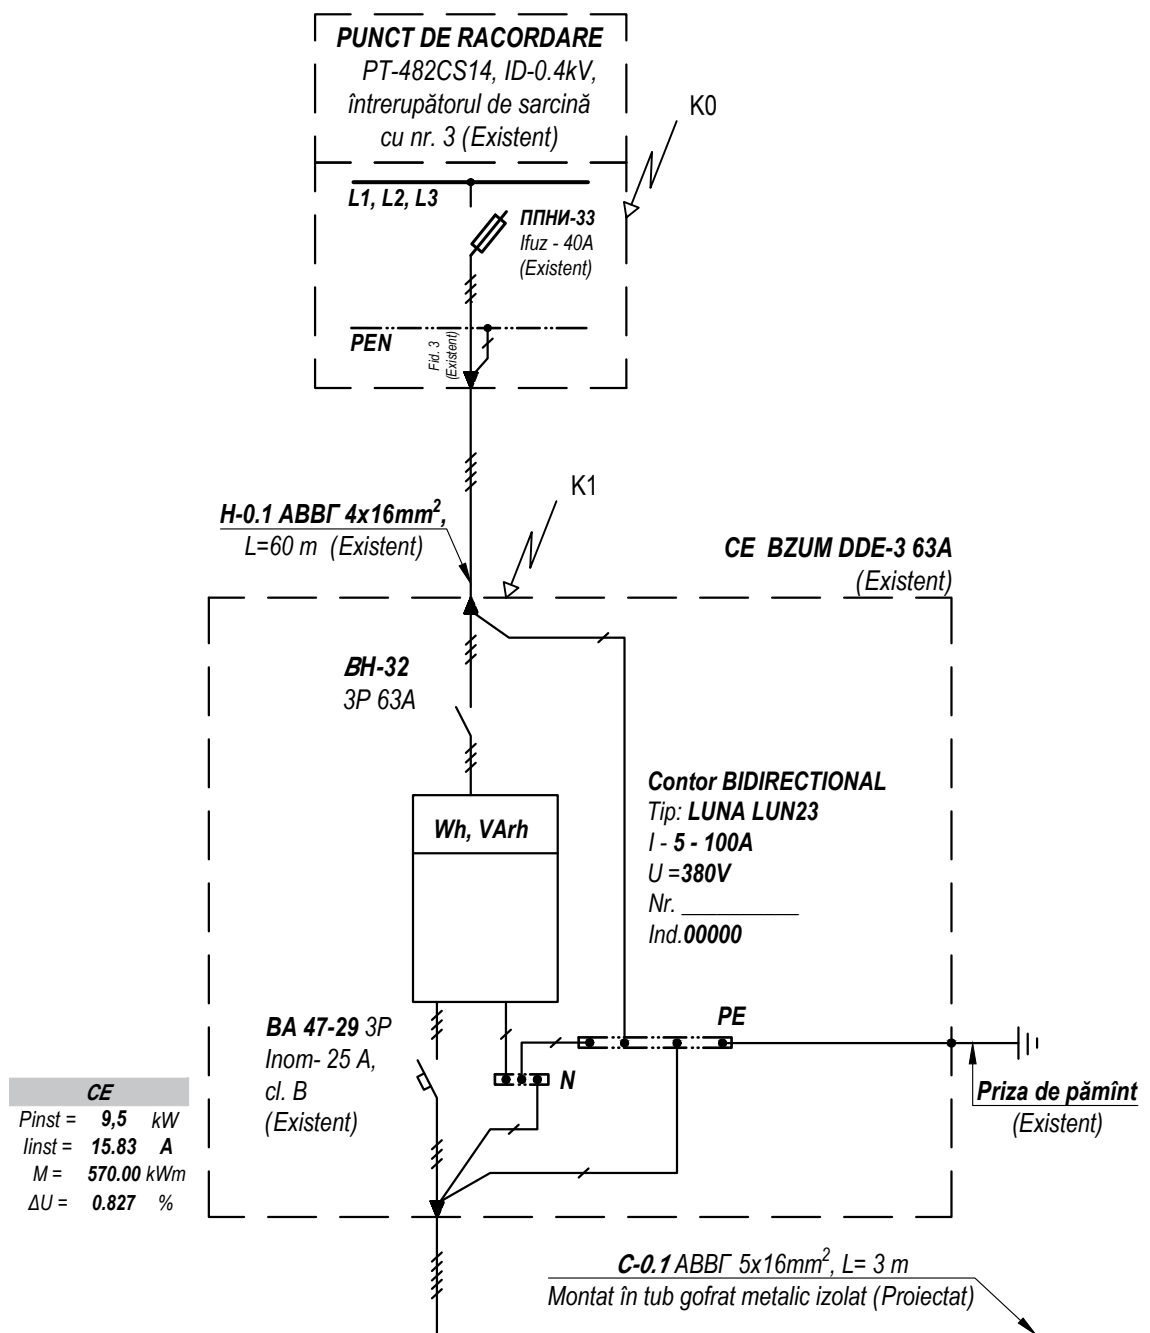 PUNCT DE RACORDARE
PT-482CS14, ID-0.4kV,
întrerupătorul de sarcină
cu nr. 3 (Existent)
K0
L1, L2, L3
ППНИ-33
Ifuz - 40A
(Existent)
PEN
Fid. 3
(Existent)
K1
H-0.1 АВВГ 4x16mm²,
L=60 m (Existent)
CE BZUM DDE-3 63A
(Existent)
ВН-32
3P 63A
Contor BIDIRECTIONAL
Tip: LUNA LUN23
I - 5 - 100A
U =380V
Nr. __________
Ind.00000
Wh, VArh
BA 47-29 3P
Inom- 25 A,
cl. B
(Existent)
PE
N
Priza de pămînt
(Existent)
CE
Pinst = 9,5 kW
Iinst = 15.83 A
M = 570.00 kWm
ΔU = 0.827 %
C-0.1 АВВГ 5x16mm², L= 3 m
Montat în tub gofrat metalic izolat (Proiectat)